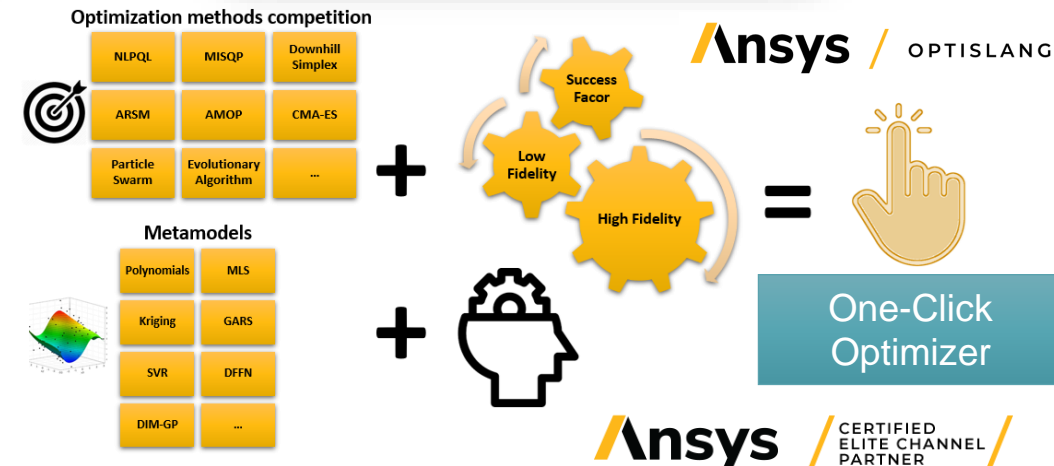 Optimization methods competition
NLPQL
MISQP
Downhill
Simplex
ARSM
AMOP
CMA-ES
Particle
Swarm
Evolutionary
Algorithm
...
Metamodels
Polynomials
MLS
Kriging
GARS
SVR
DFFN
DIM-GP
...
+
+
Success
Facor
Low
Fidelity
High Fidelity
=
Ansys / OPTISLANG
One-Click
Optimizer
Ansys / CERTIFIED
ELITE CHANNEL
PARTNER